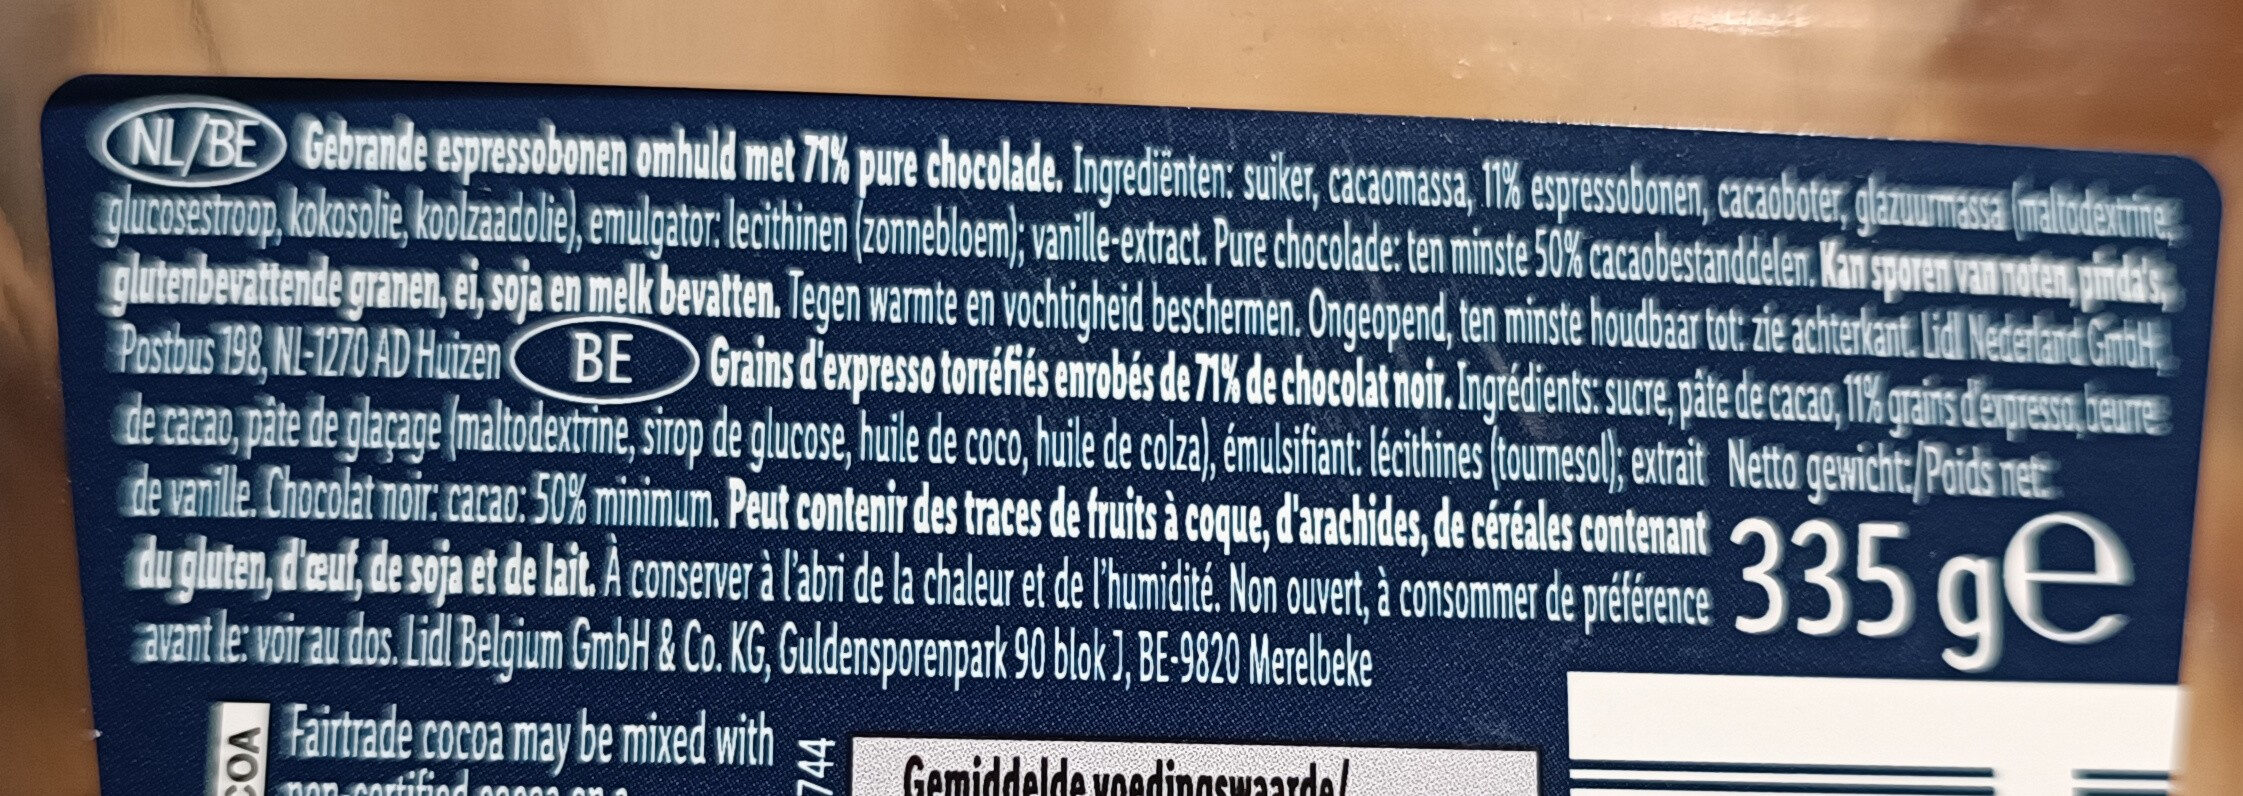 NL/BE Gebrande espressobonen omhuld met 71% pure chocolade. Ingrediënten: suiker, cacaomassa, 11% espressobonen, cacaoboter, glazuurmassa (maltodextrine,
glucosestroop, kokosolie, koolzaadolie), emulgator: lecithinen (zonnebloem); vanille-extract. Pure chocolade: ten minste 50% cacaobestanddelen. Kan sporen van noten, pinda's,
glutenbevattende granen, ei, soja en melk bevatten. Tegen warmte en vochtigheid beschermen. Ongeopend, ten minste houdbaar tot: zie achterkant. Lidl Nederland GmbH,
Postbus 198, NL-1270 AD Huizen BE Grains d'expresso torréfiés enrobés de 71% de chocolat noir. Ingrédients: sucre, pâte de cacao, 11% grains d'expresso, beurre
de cacao, pâte de glaçage (maltodextrine, sirop de glucose, huile de coco, huile de colza), émulsifiant: lécithines (tournesol); extrait
de vanille. Chocolat noir: cacao: 50% minimum. Peut contenir des traces de fruits à coque, d'arachides, de céréales contenant
du gluten, d'œuf, de soja et de lait. À conserver à l'abri de la chaleur et de l'humidité. Non ouvert, à consommer de préférence
avant le: voir au dos. Lidl Belgium GmbH & Co. KG, Guldensporenpark 90 blok J, BE-9820 Merelbeke
Netto gewicht:/Poids net:
335 g e
COA
Fairtrade cocoa may be mixed with
non-certified cocoa on a
744
Gemiddelde voedingswaarde/